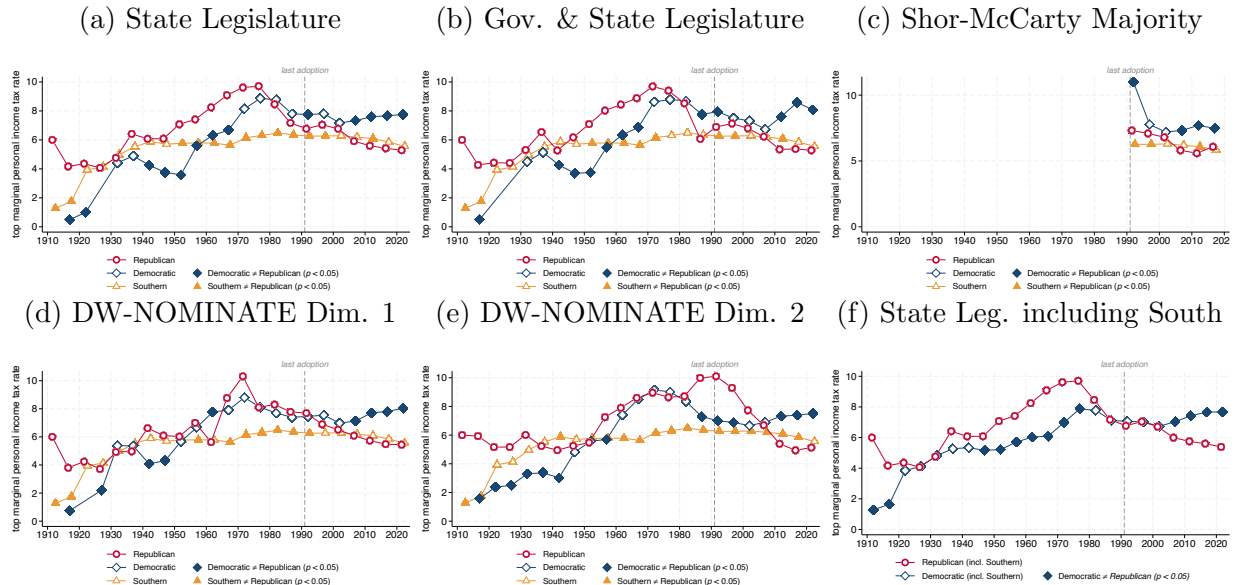 (a) State Legislature
(b) Gov. & State Legislature
(c) Shor-McCarty Majority
last adoption
top marginal personal income tax rate
10
8
6
4
2
0
1910 1920 1930 1940 1950 1960 1970 1980 1990 2000 2010 2020
Republican
Democratic
Democratic ≠ Republican (p < 0.05)
Southern
Southern ≠ Republican (p < 0.05)
last adoption
top marginal personal income tax rate
10
8
6
4
2
0
1910 1920 1930 1940 1950 1960 1970 1980 1990 2000 2010 2020
Republican
Democratic
Democratic ≠ Republican (p < 0.05)
Southern
Southern ≠ Republican (p < 0.05)
last adoption
top marginal personal income tax rate
10
5
0
1910 1920 1930 1940 1950 1960 1970 1980 1990 2000 2010 202
Republican
Democratic
Democratic ≠ Republican (p < 0.05)
Southern
Southern ≠ Republican (p < 0.05)
(d) DW-NOMINATE Dim. 1
(e) DW-NOMINATE Dim. 2
(f) State Leg. including South
last adoption
top marginal personal income tax rate
10
8
6
4
2
0
1910 1920 1930 1940 1950 1960 1970 1980 1990 2000 2010 2020
Republican
Democratic
Democratic ≠ Republican (p < 0.05)
Southern
Southern ≠ Republican (p < 0.05)
last adoption
top marginal personal income tax rate
10
8
6
4
2
0
1910 1920 1930 1940 1950 1960 1970 1980 1990 2000 2010 2020
Republican
Democratic
Democratic ≠ Republican (p < 0.05)
Southern
Southern ≠ Republican (p < 0.05)
last adoption
top marginal personal income tax rate
10
8
6
4
2
0
1910 1920 1930 1940 1950 1960 1970 1980 1990 2000 2010 2020
Republican (incl. Southern)
Democratic (incl. Southern)
Democratic ≠ Republican (p < 0.05)